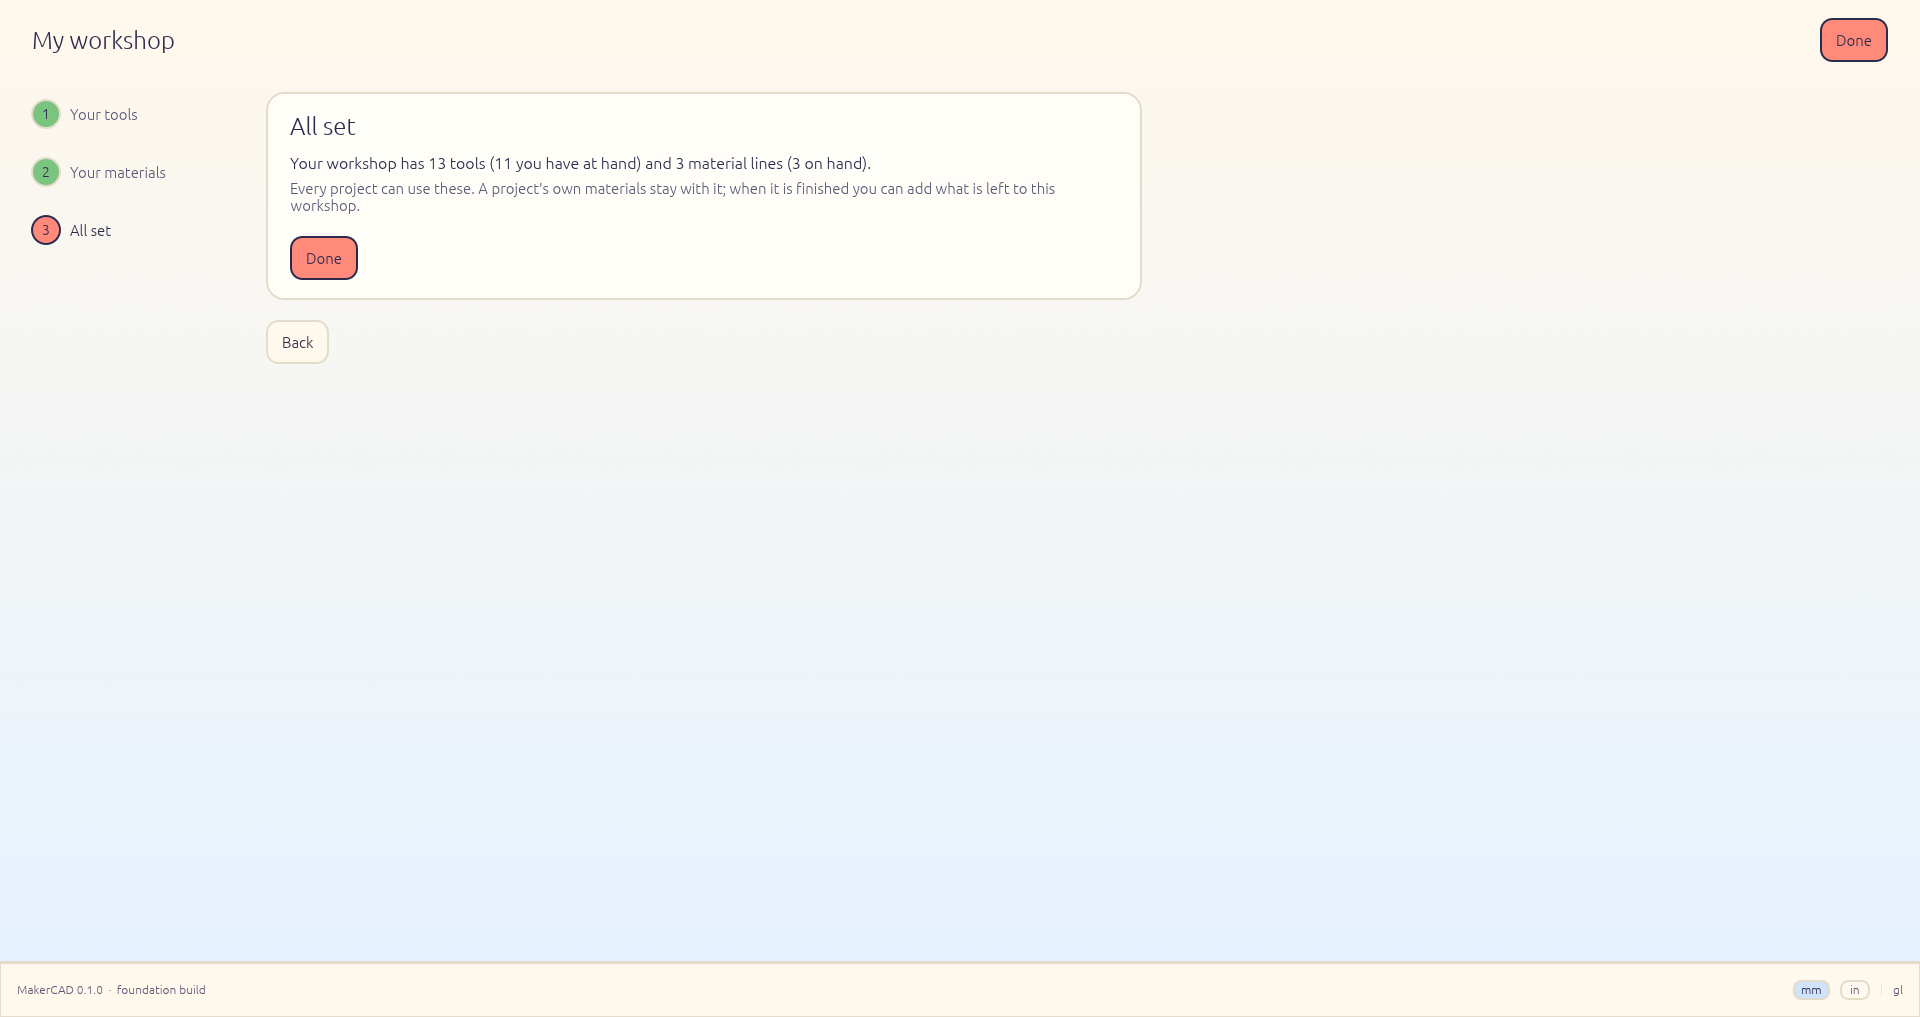 My workshop
Done
1 Your tools
2 Your materials
3 All set
All set
Your workshop has 13 tools (11 you have at hand) and 3 material lines (3 on hand).
Every project can use these. A project's own materials stay with it; when it is finished you can add what is left to this
workshop.
Done
Back
MakerCAD 0.1.0 · foundation build
mm in | gl